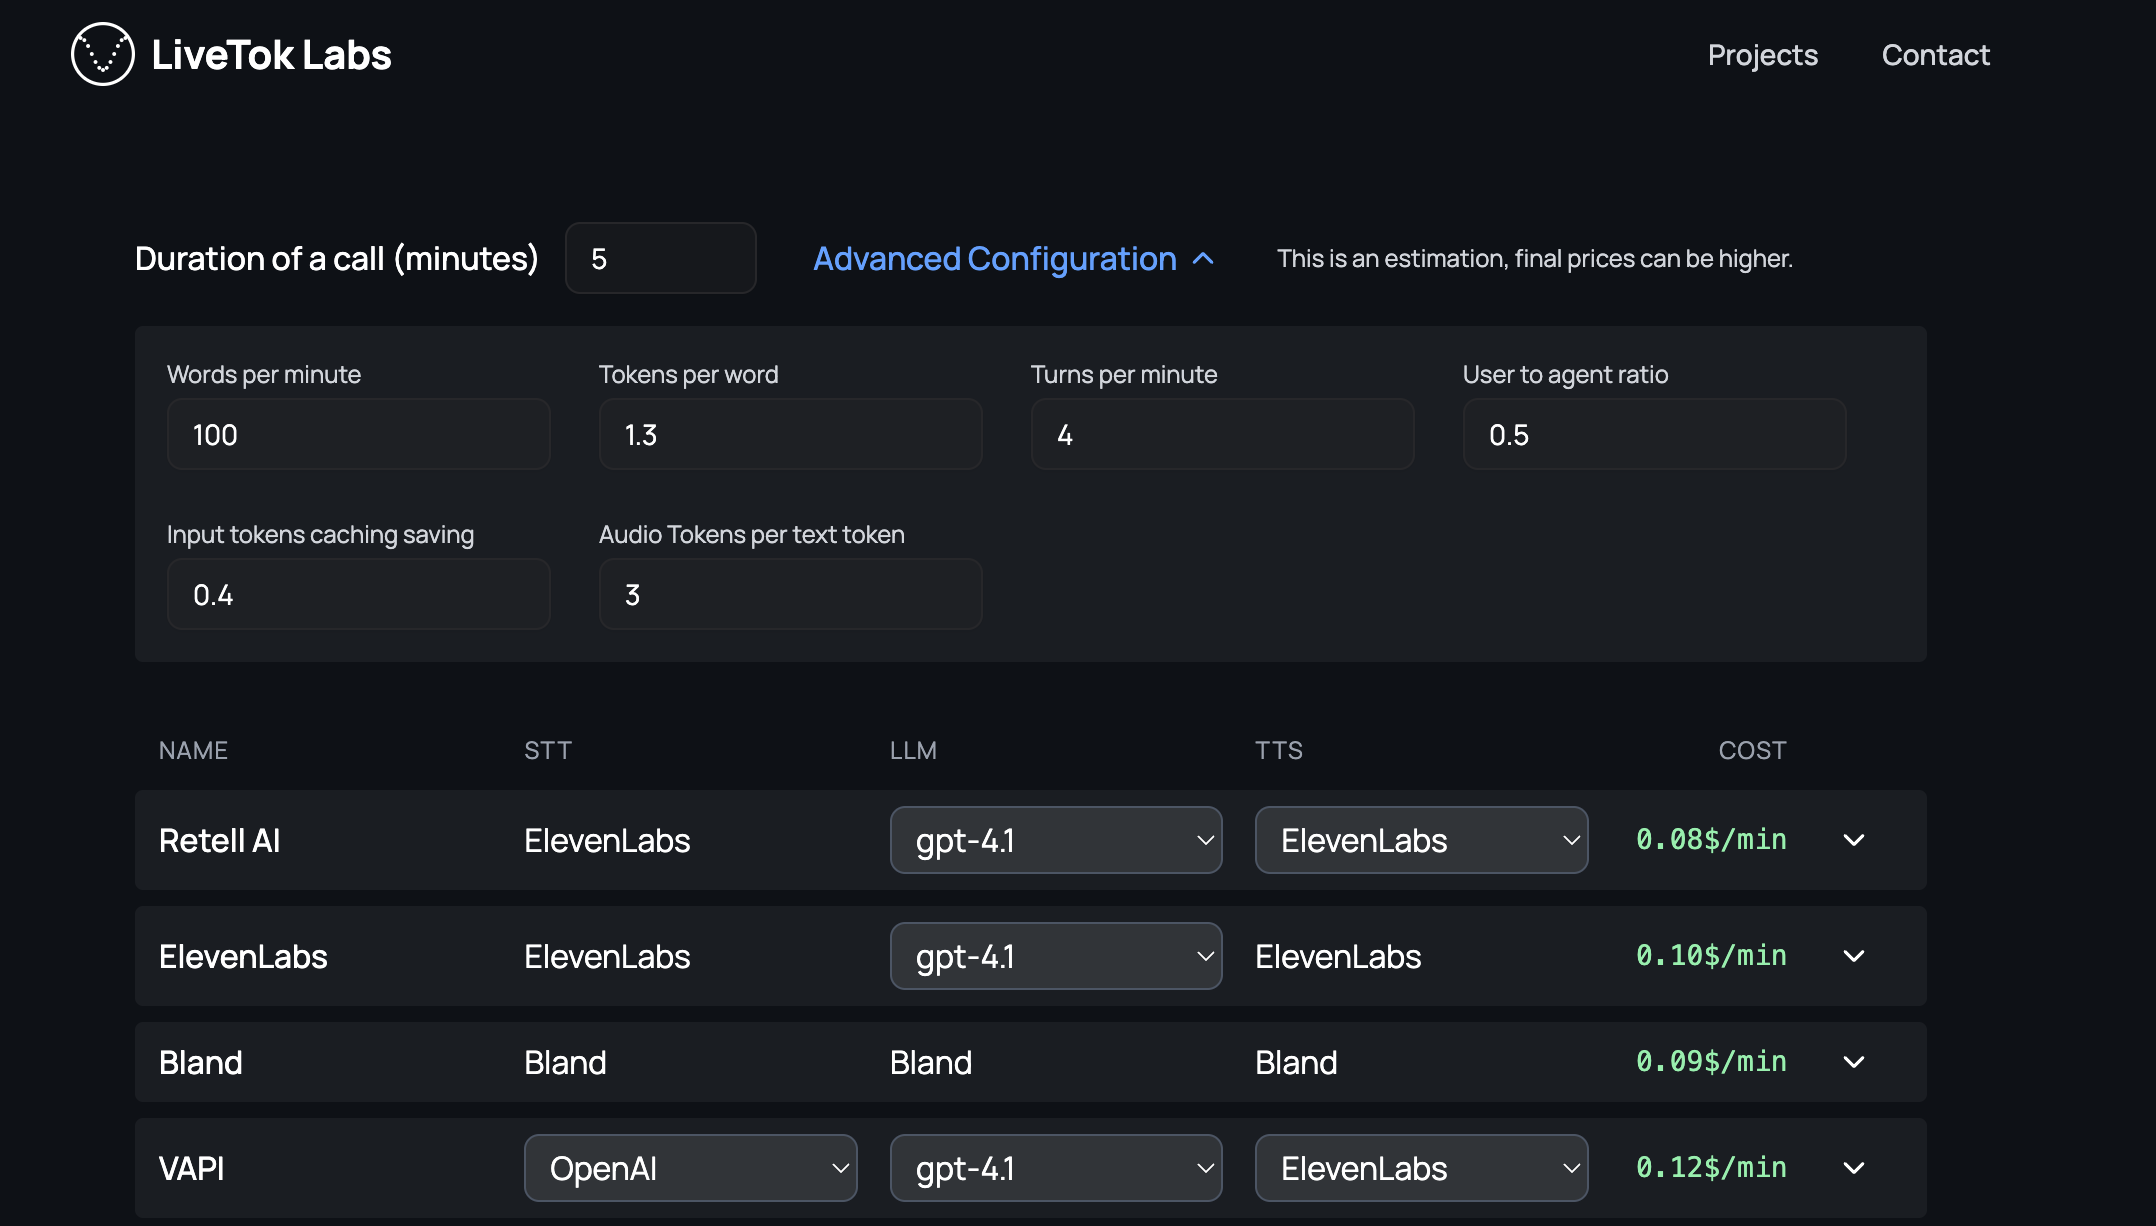 LiveTok Labs
Projects Contact
Duration of a call (minutes) 5 Advanced Configuration This is an estimation, final prices can be higher.
Words per minute Tokens per word Turns per minute User to agent ratio
100 1.3 4 0.5
Input tokens caching saving Audio Tokens per text token
0.4 3
NAME STT LLM TTS COST
Retell AI ElevenLabs gpt-4.1 ElevenLabs 0.08$/min
ElevenLabs ElevenLabs gpt-4.1 ElevenLabs 0.10$/min
Bland Bland Bland Bland 0.09$/min
VAPI OpenAI gpt-4.1 ElevenLabs 0.12$/min